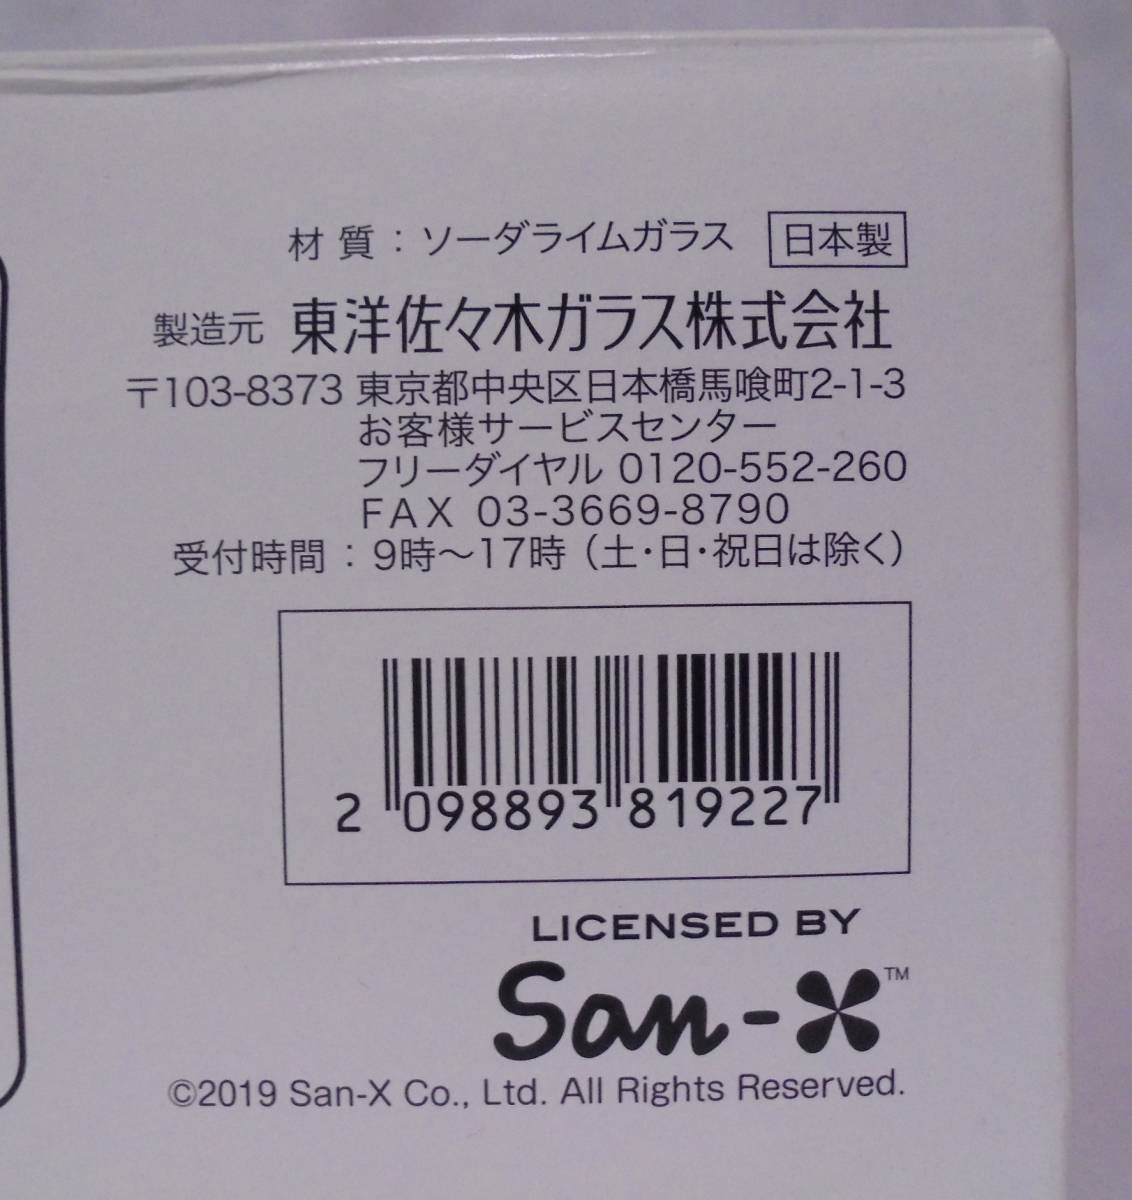 材質：ソーダライムガラス 日本製
製造元 東洋佐々木ガラス株式会社
〒103-8373 東京都中央区日本橋馬喰町2-1-3
お客様サービスセンター
フリーダイヤル 0120-552-260
FAX 03-3669-8790
受付時間：9時～17時（土・日・祝日は除く）
2 098893 819227
LICENSED BY
San-X™
©2019 San-X Co., Ltd. All Rights Reserved.